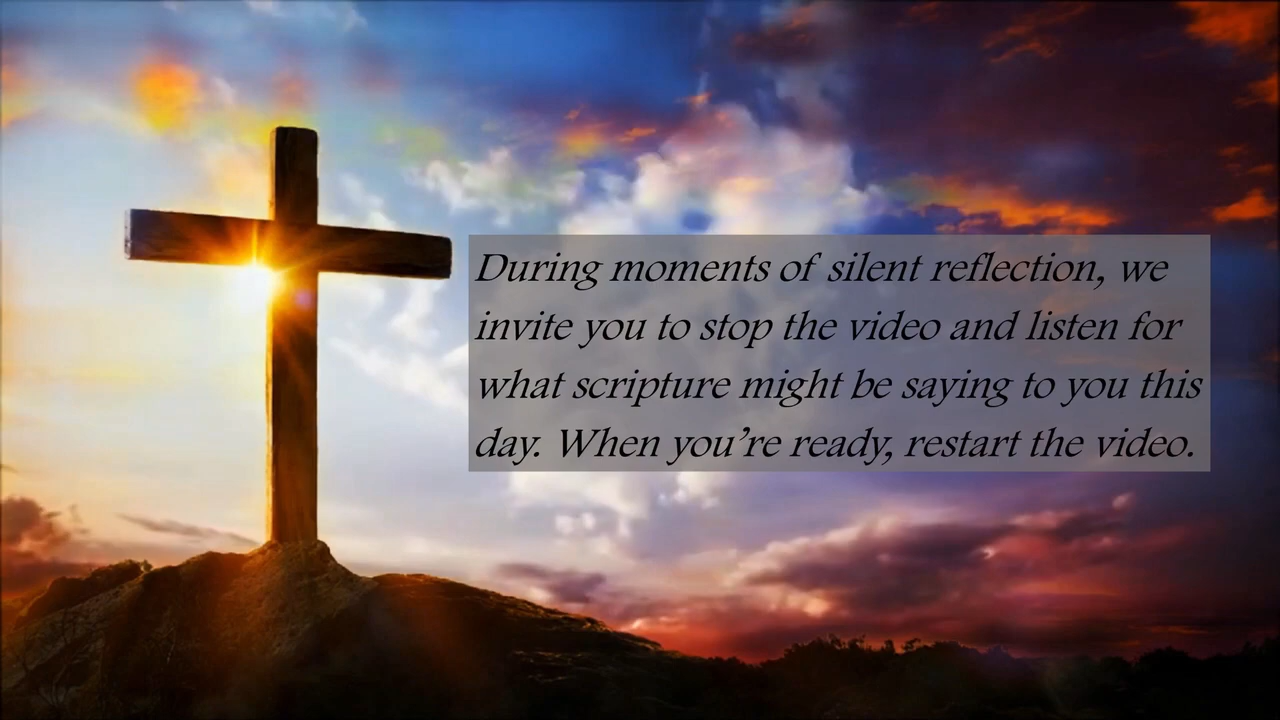 During moments of silent reflection, we
invite you to stop the video and listen for
what scripture might be saying to you this
day. When you’re ready, restart the video.